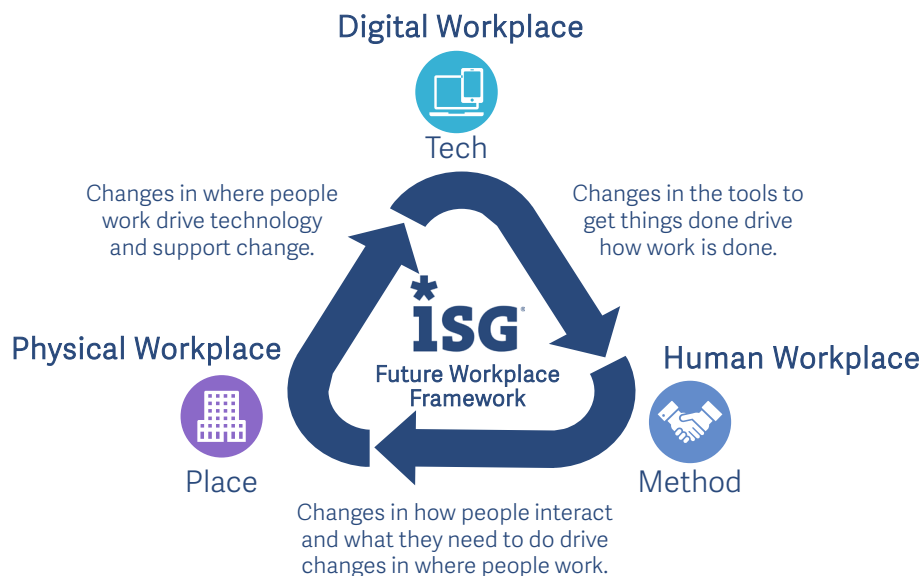 Digital Workplace
Tech
Changes in where people
work drive technology
and support change.
Changes in the tools to
get things done drive
how work is done.
*ISG®
Future Workplace
Framework
Physical Workplace
Place
Human Workplace
Method
Changes in how people interact
and what they need to do drive
changes in where people work.